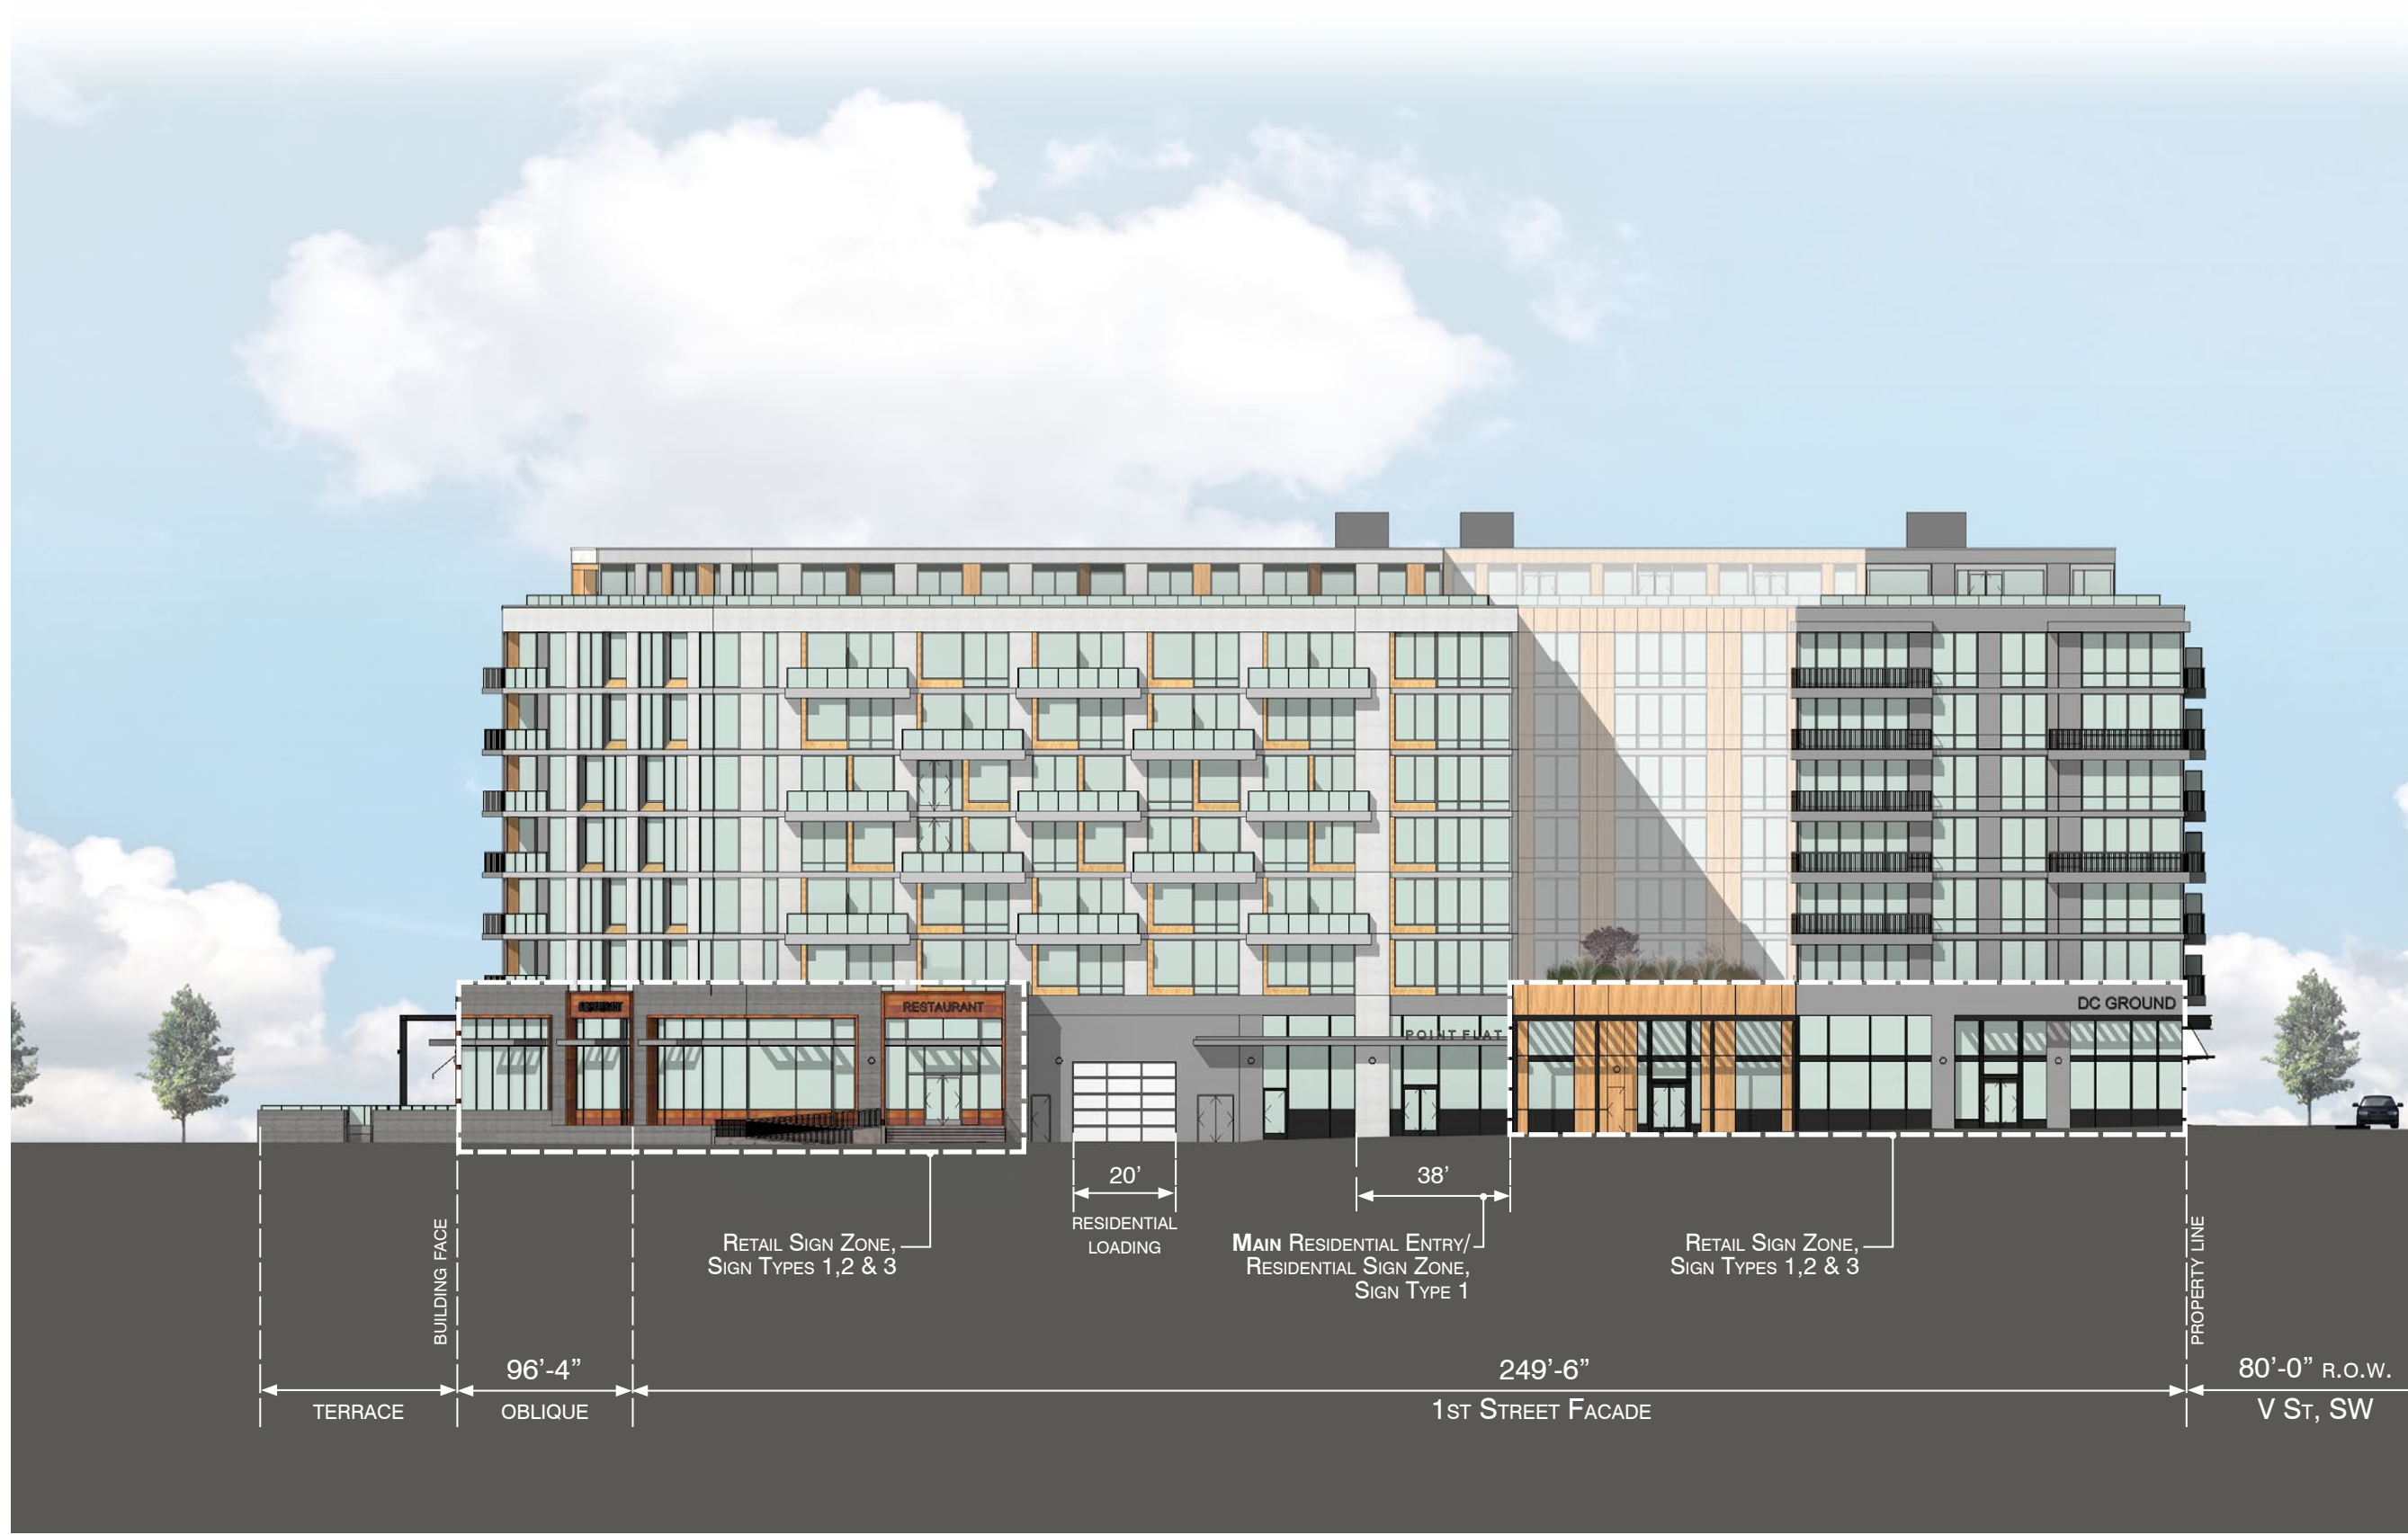 RESTAURANT
POINT FLAT
DC GROUND
20’
RESIDENTIAL
LOADING
38’
RETAIL SIGN ZONE,
SIGN TYPES 1,2 & 3
MAIN RESIDENTIAL ENTRY/
RESIDENTIAL SIGN ZONE,
SIGN TYPE 1
RETAIL SIGN ZONE,
SIGN TYPES 1,2 & 3
BUILDING FACE
PROPERTY LINE
TERRACE
96’-4”
OBLIQUE
249’-6”
1ST STREET FACADE
80’-0” R.O.W.
V ST, SW